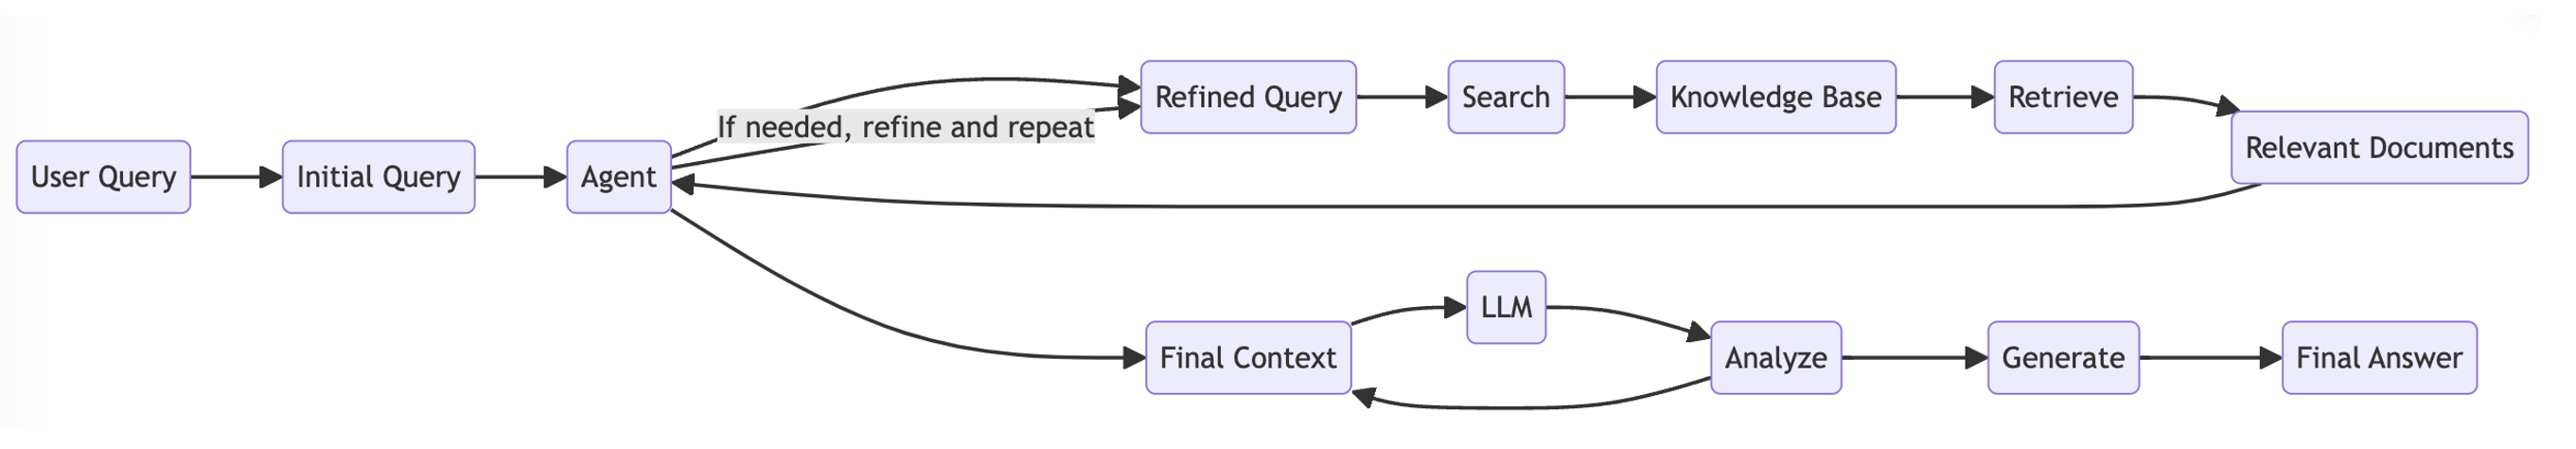 User Query
Initial Query
Agent
If needed, refine and repeat
Refined Query
Search
Knowledge Base
Retrieve
Relevant Documents
Final Context
LLM
Analyze
Generate
Final Answer